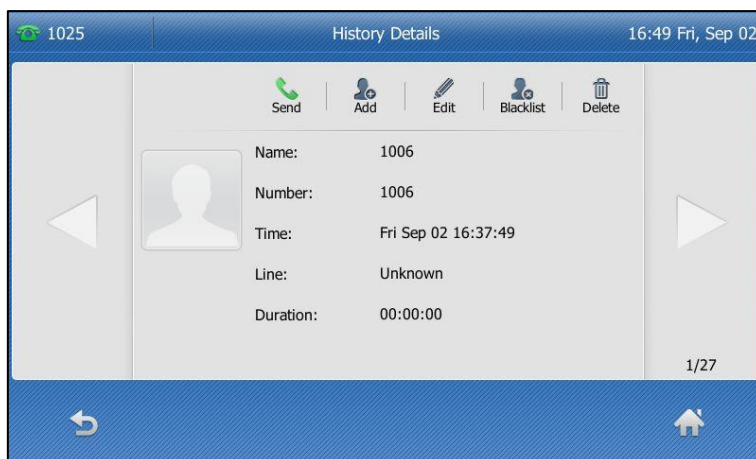 1025 History Details 16:49 Fri, Sep 02
Send Add Edit Blacklist Delete
Name: 1006
Number: 1006
Time: Fri Sep 02 16:37:49
Line: Unknown
Duration: 00:00:00
1/27